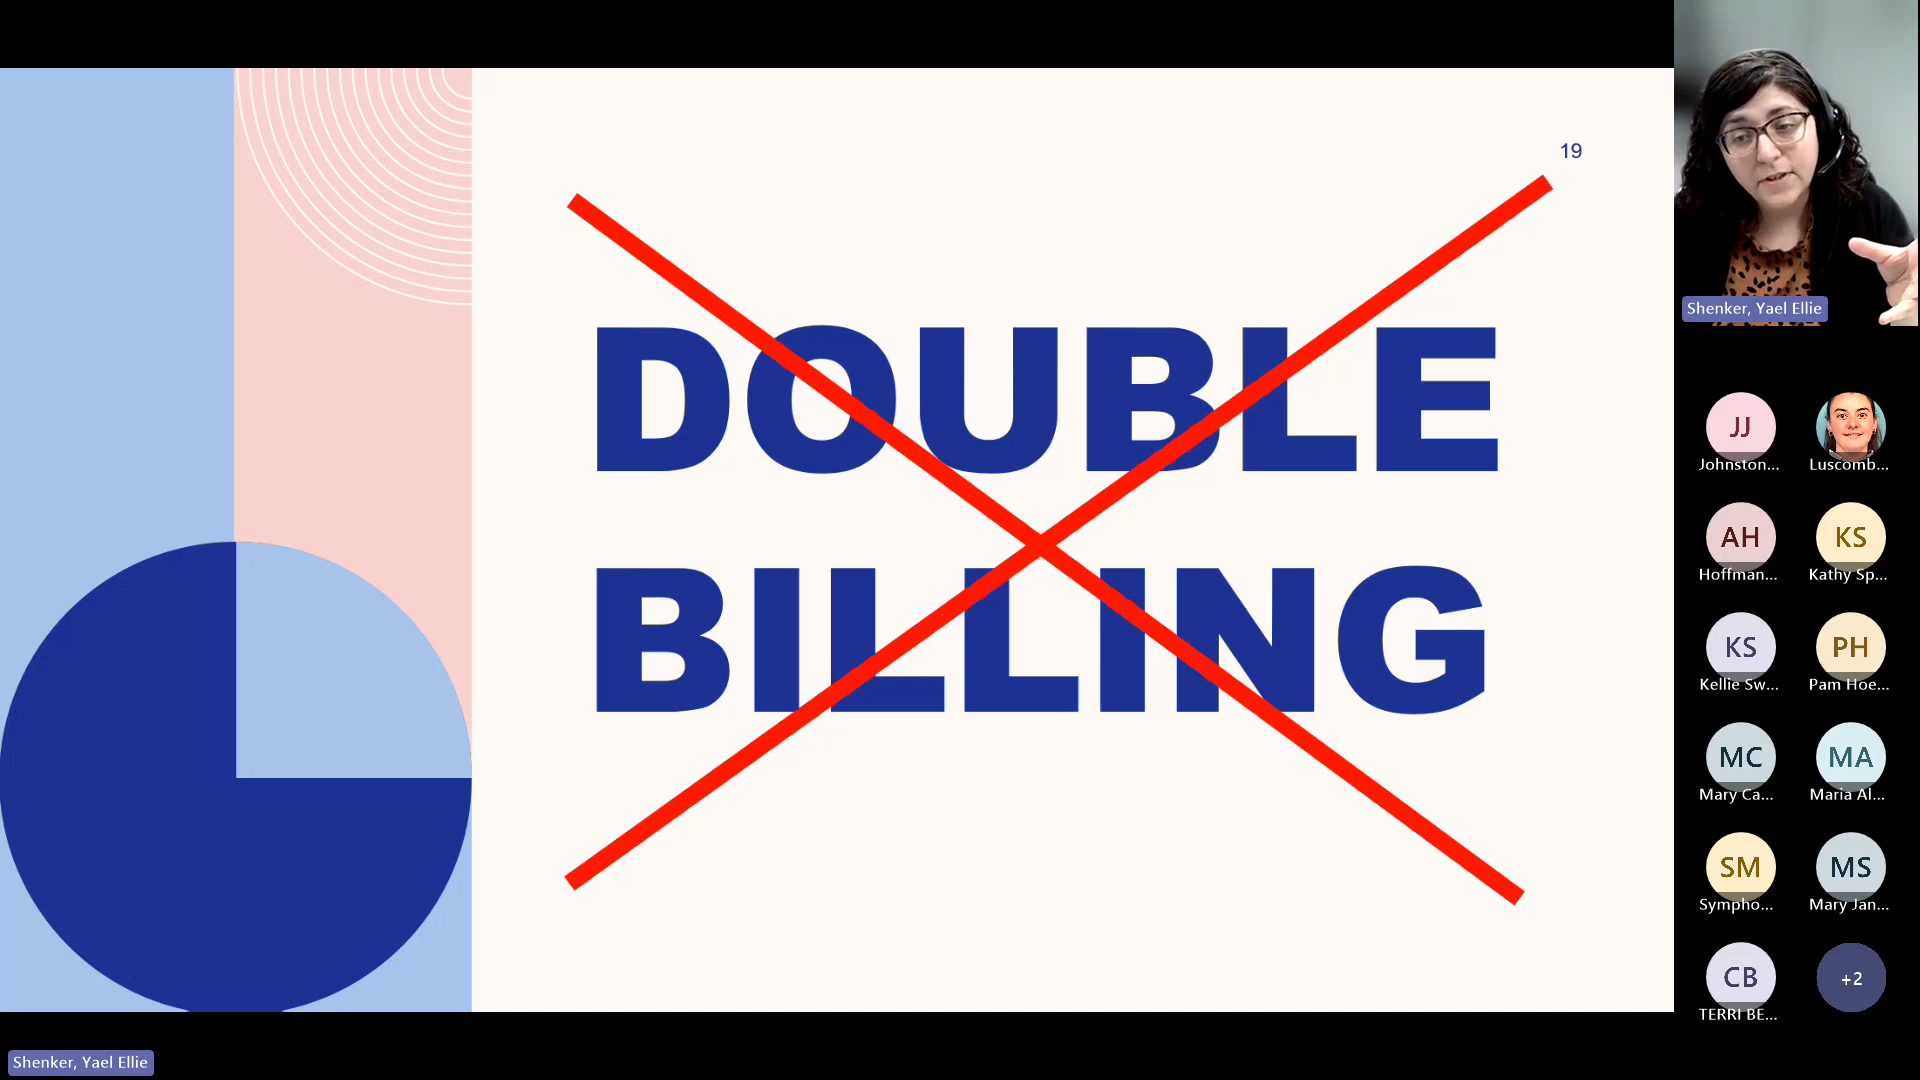 19
DOUBLE
BILLING
Shenker, Yael Ellie
JJ
Johnston...
Luscomb...
AH
Hoffman...
KS
Kathy Sp...
KS
Kellie Sw...
PH
Pam Hoe...
MC
Mary Ca...
MA
Maria Al...
SM
Sympho...
MS
Mary Jan...
CB
TERRI BE...
+2
Shenker, Yael Ellie